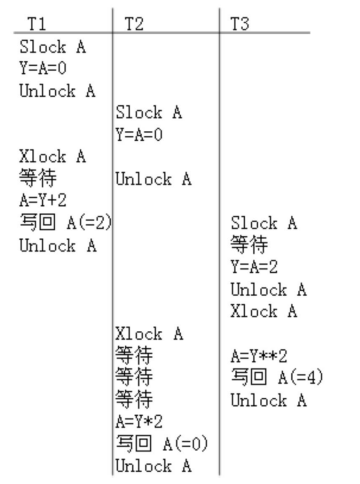 T1 T2 T3
Slock A
Y=A=0
Unlock A
Slock A
Y=A=0
Xlock A
等待 Unlock A
A=Y+2
写回 A(=2) Slock A
Unlock A 等待
Y=A=2
Unlock A
Xlock A
Xlock A
等待 A=Y**2
等待 写回 A(=4)
等待 Unlock A
A=Y*2
写回 A(=0)
Unlock A